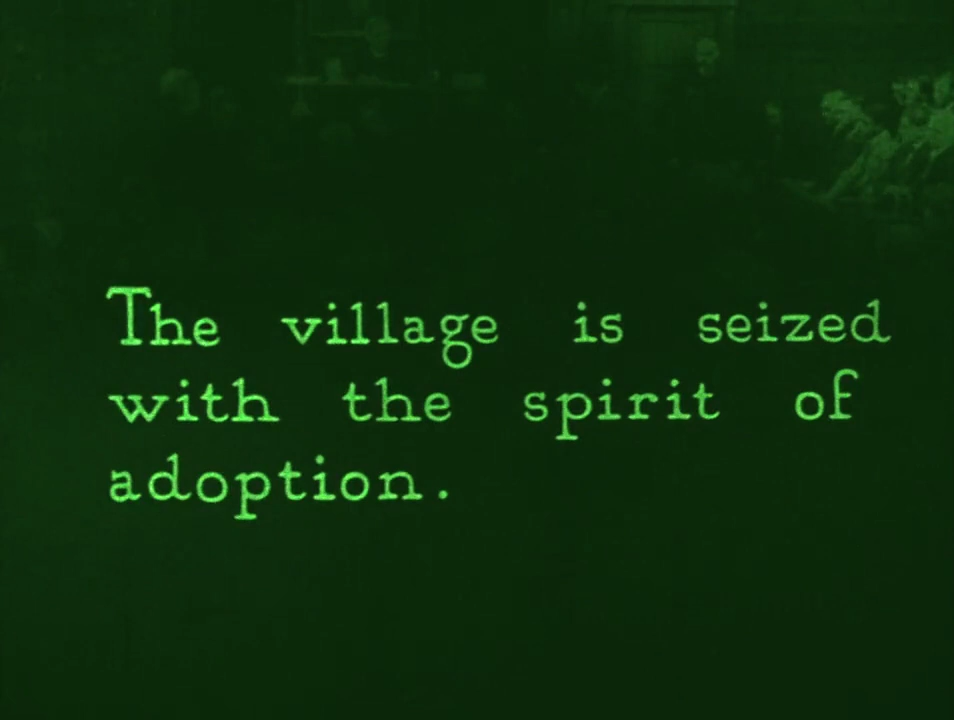 The village is seized
with the spirit of
adoption.